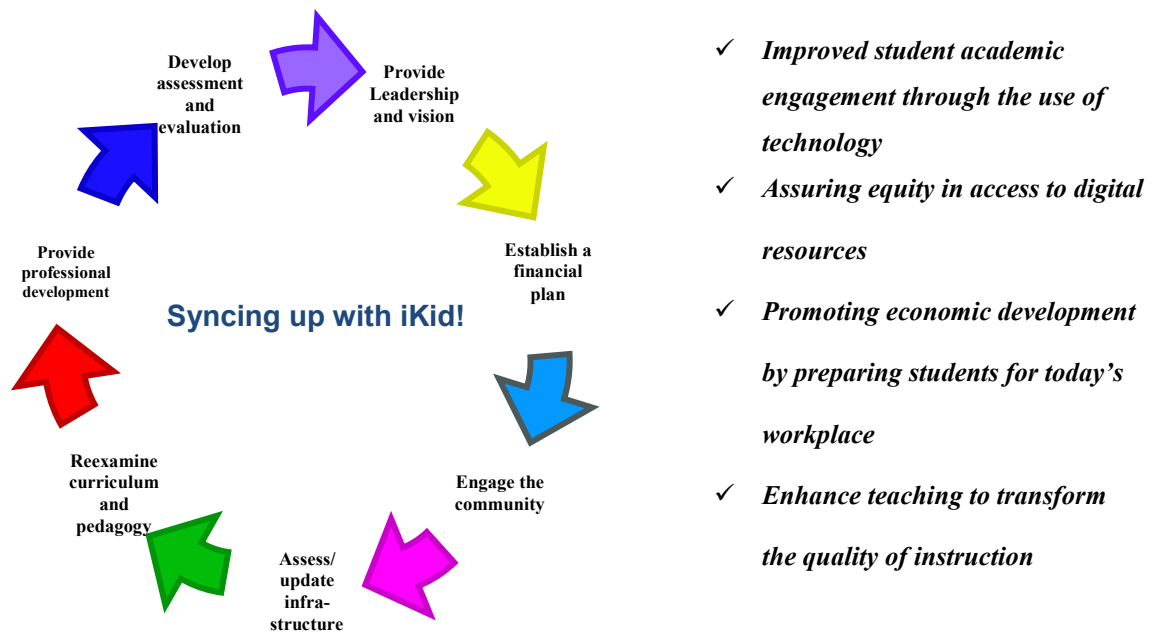 Develop
assessment
and
evaluation
Provide
Leadership
and vision
Establish a
financial
plan
Engage the
community
Assess/
update
infra-
structure
Reexamine
curriculum
and
pedagogy
Provide
professional
development
Syncing up with iKid!
✓ Improved student academic
engagement through the use of
technology
✓ Assuring equity in access to digital
resources
✓ Promoting economic development
by preparing students for today’s
workplace
✓ Enhance teaching to transform
the quality of instruction